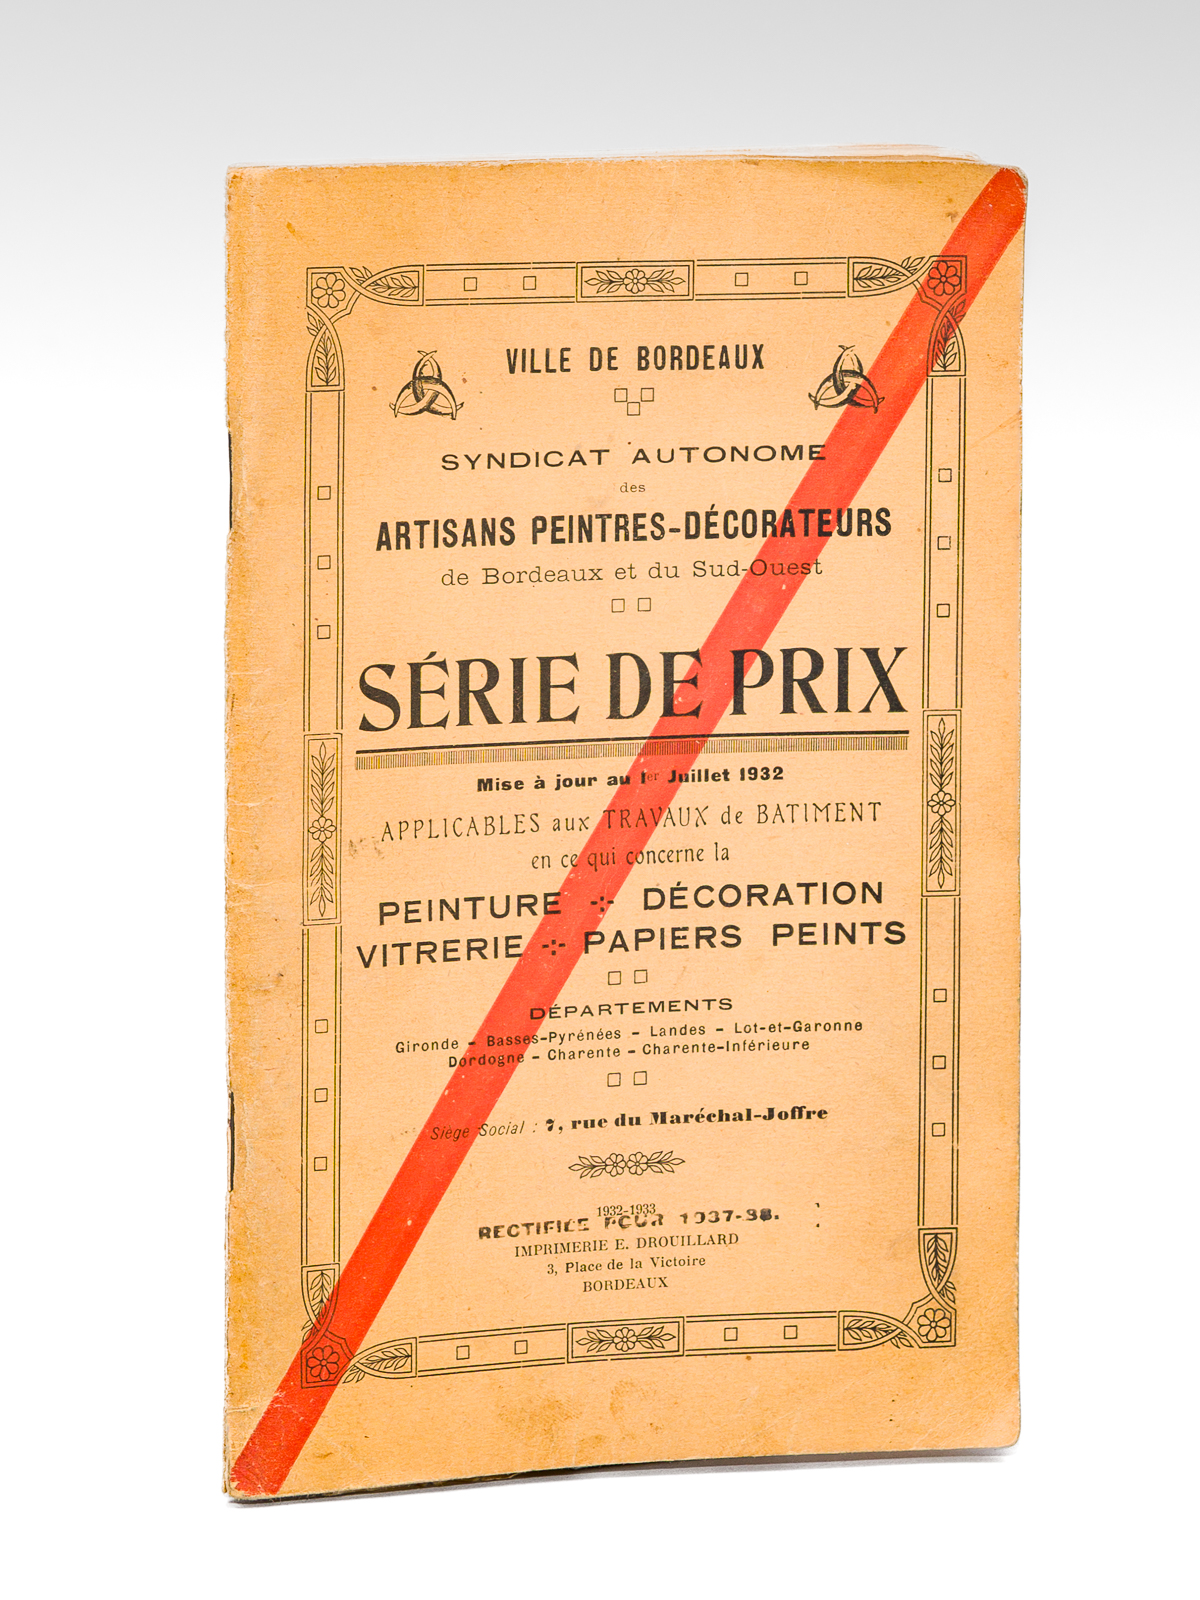 VILLE DE BORDEAUX
SYNDICAT AUTONOME
des
ARTISANS PEINTRES-DÉCORATEURS
de Bordeaux et du Sud-Ouest
SÉRIE DE PRIX
Mise à jour au 1er Juillet 1932
APPLICABLES aux TRAVAUX de BATIMENT
en ce qui concerne la
PEINTURE DÉCORATION
VITRERIE PAPIERS PEINTS
DÉPARTEMENTS
Gironde - Basses-Pyrénées - Landes - Lot-et-Garonne
Dordogne - Charente - Charente-Inférieure
Siège Social : 7, rue du Maréchal-Joffre
1932-1933
RECTIFIÉE POUR 1937-38.
IMPRIMERIE E. DROUILLARD
3, Place de la Victoire
BORDEAUX